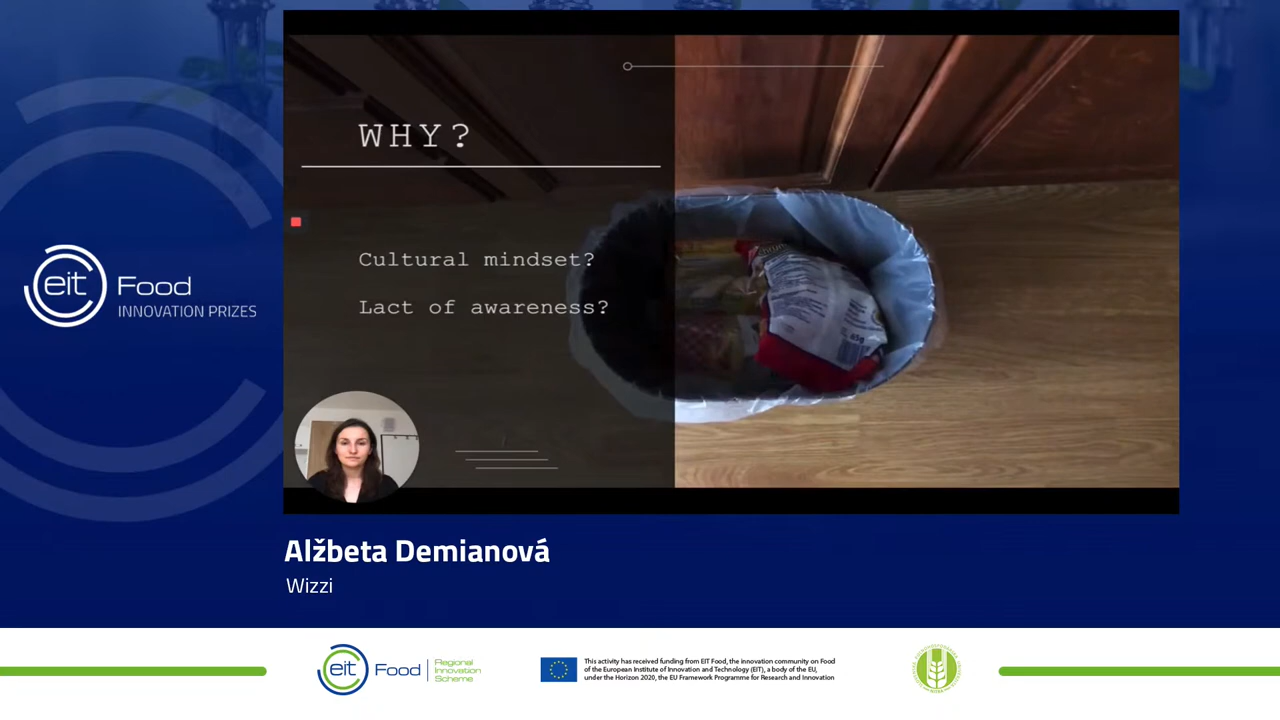 WHY?
Cultural mindset?
Lact of awareness?
eit Food
INNOVATION PRIZES
65g
Alžbeta Demianová
Wizzi
eit Food
Regional
Innovation
Scheme
This activity has received funding from EIT Food, the innovation community on Food
of the European Institute of Innovation and Technology (EIT), a body of the EU,
under the Horizon 2020, the EU Framework Programme for Research and Innovation